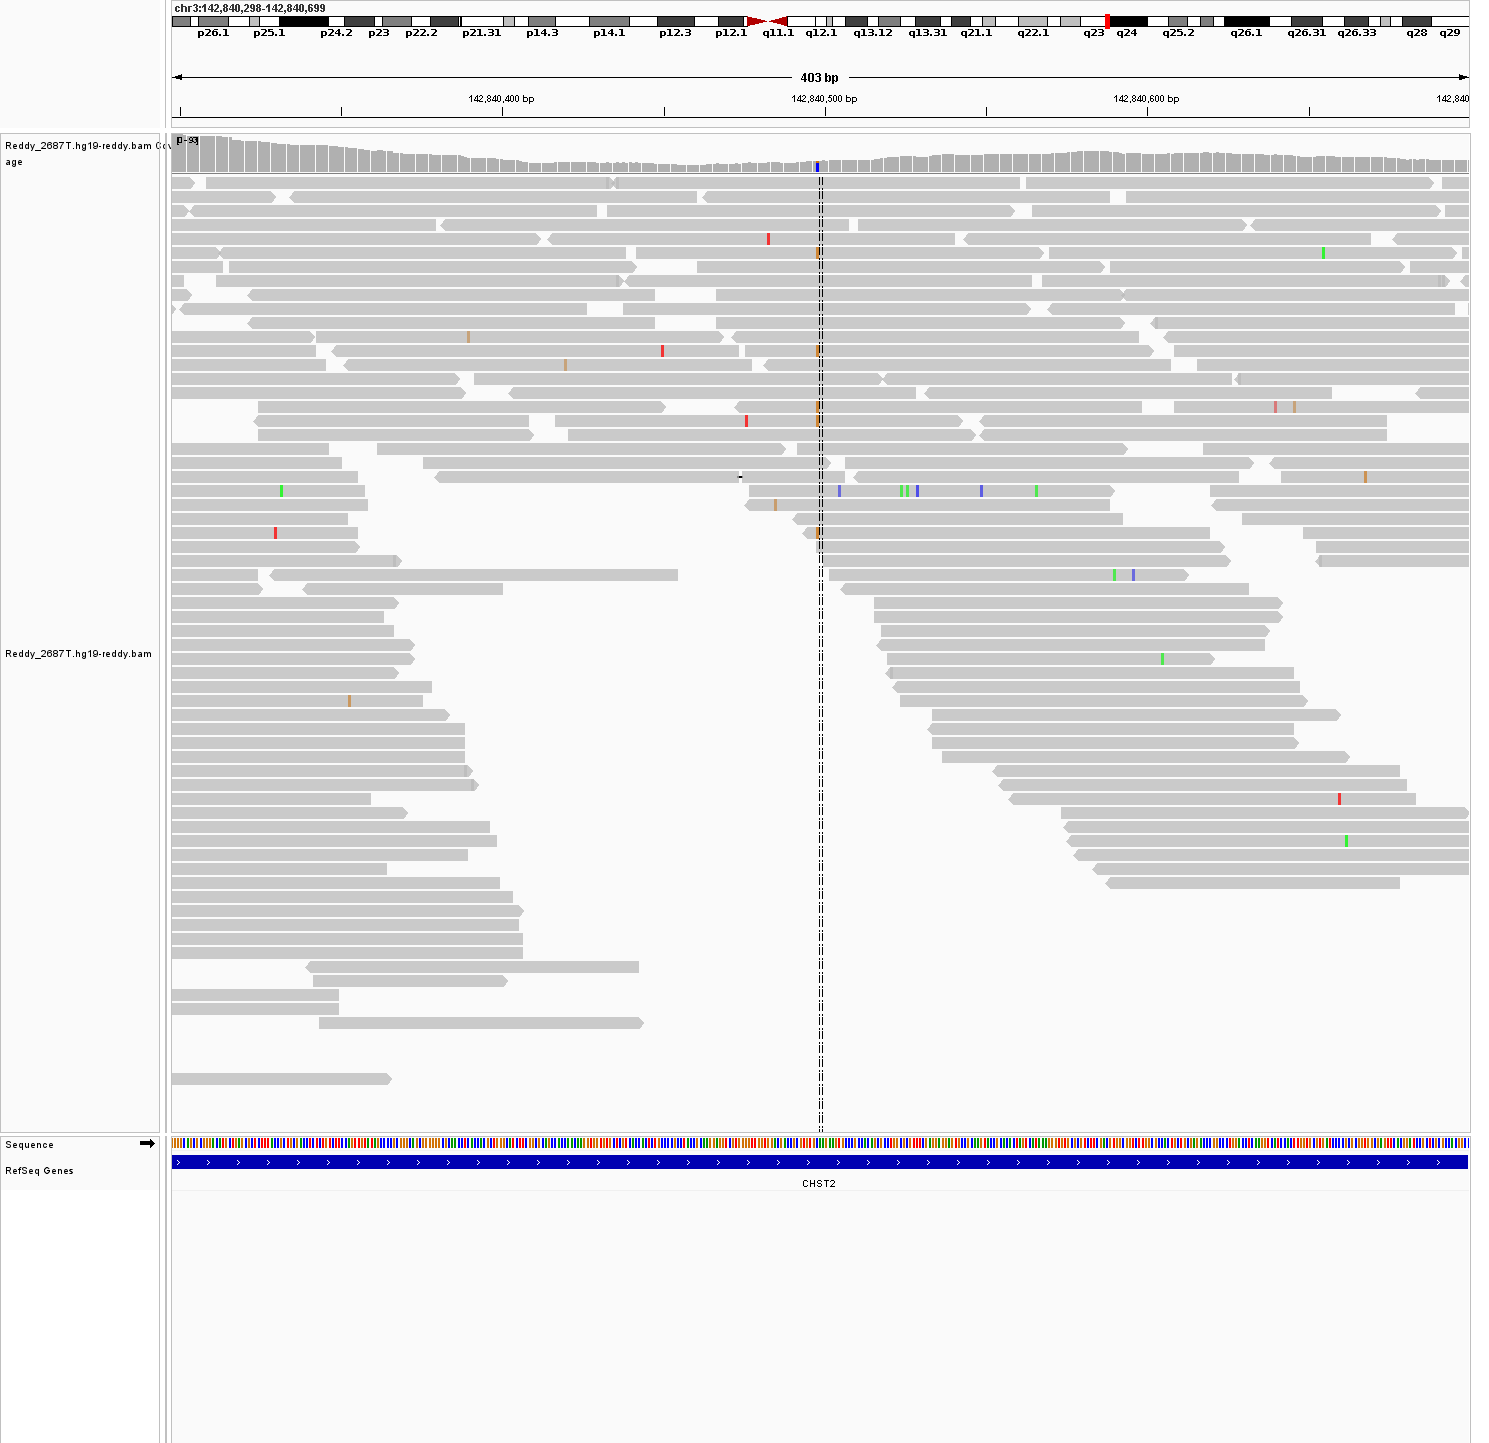 chr3:142,840,298-142,840,699
p26.1 p25.1 p24.2 p23 p22.2 p21.31 p14.3 p14.1 p12.3 p12.1 q11.1 q12.1 q13.12 q13.31 q21.1 q22.1 q23 q24 q25.2 q26.1 q26.31 q26.33 q28 q29
403 bp
142,840,400 bp 142,840,500 bp 142,840,600 bp 142,840
Reddy_2687T.hg19-reddy.bam Cov
age
Reddy_2687T.hg19-reddy.bam
Sequence
RefSeq Genes
CHST2